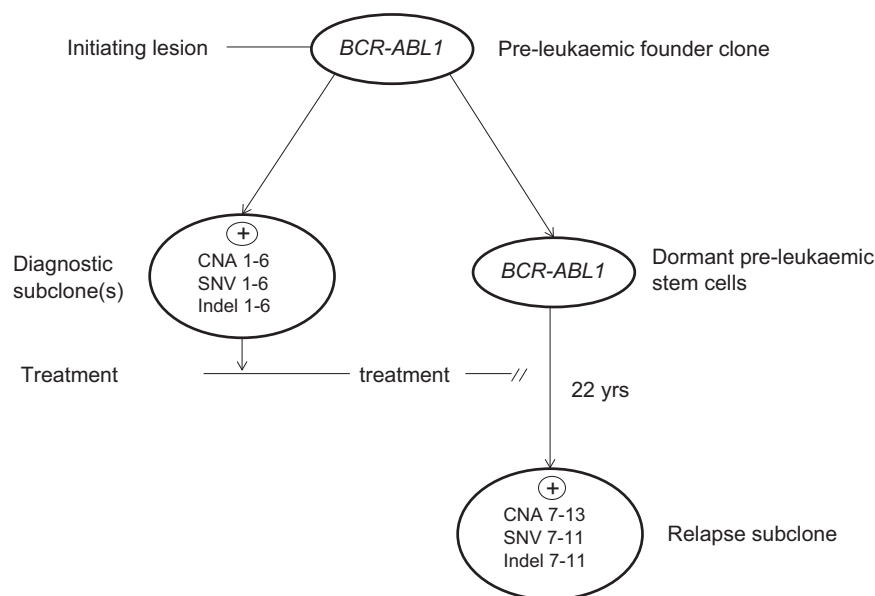 Initiating lesion
BCR-ABL1
Pre-leukaemic founder clone
+
CNA 1-6
SNV 1-6
Indel 1-6
Diagnostic
subclone(s)
BCR-ABL1
Dormant pre-leukaemic
stem cells
Treatment
treatment
22 yrs
+
CNA 7-13
SNV 7-11
Indel 7-11
Relapse subclone